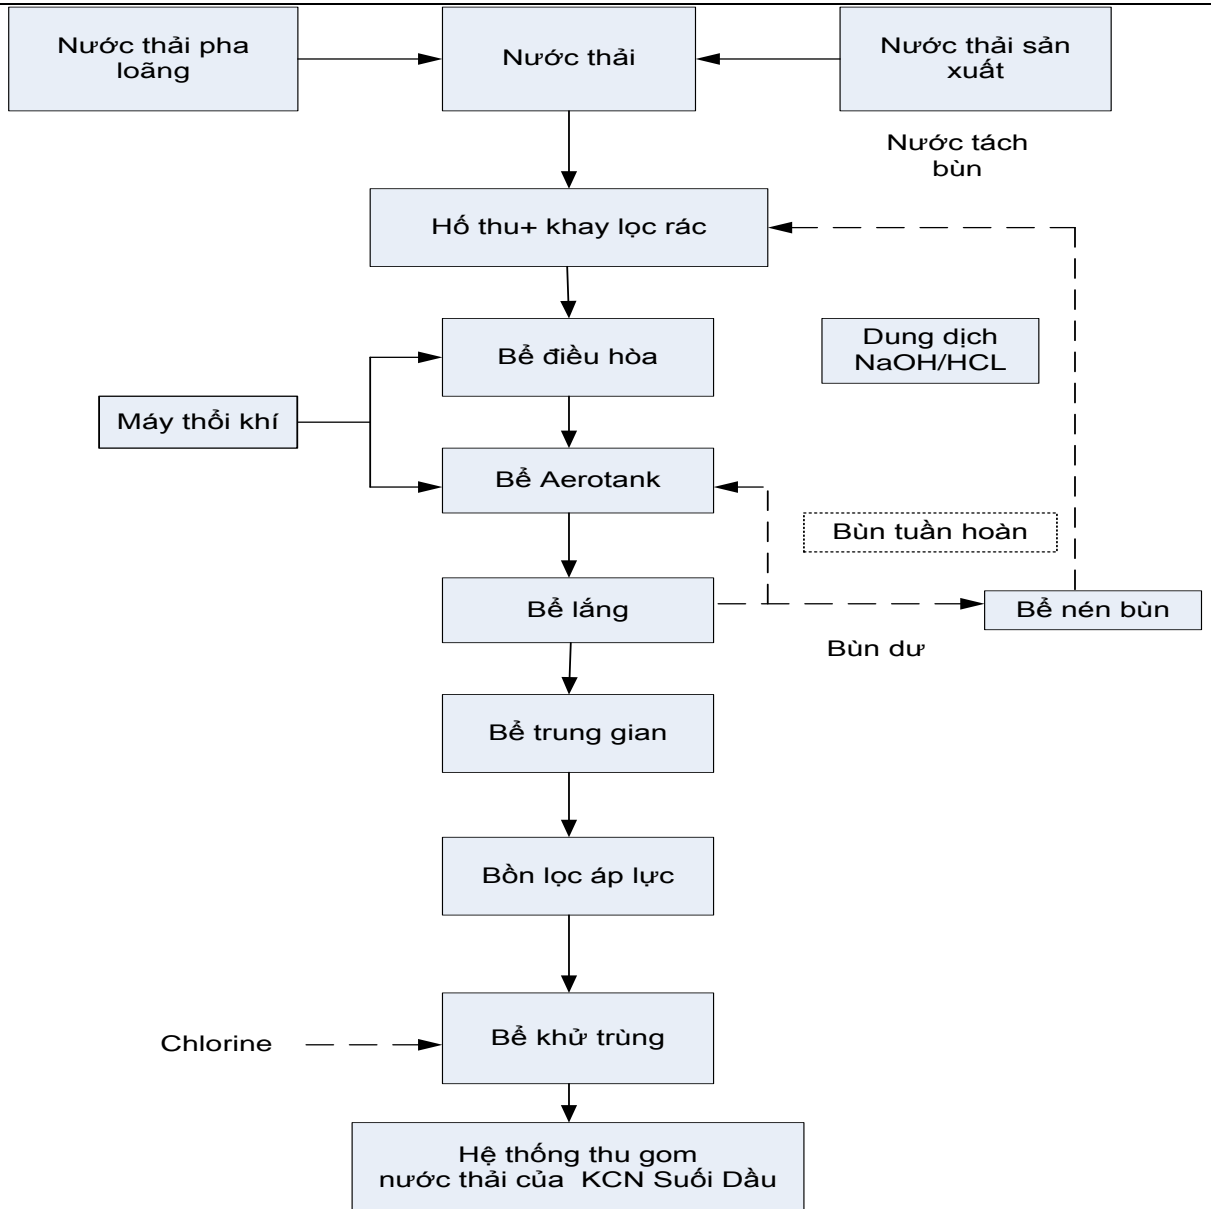 Nước thải pha
loãng
Nước thải
Nước thải sản
xuất
Nước tách
bùn
Hố thu+ khay lọc rác
Bể điều hòa
Dung dịch
NaOH/HCL
Máy thổi khí
Bể Aerotank
Bùn tuần hoàn
Bể lắng
Bể nén bùn
Bùn dư
Bể trung gian
Bồn lọc áp lực
Chlorine
Bể khử trùng
Hệ thống thu gom
nước thải của KCN Suối Dầu